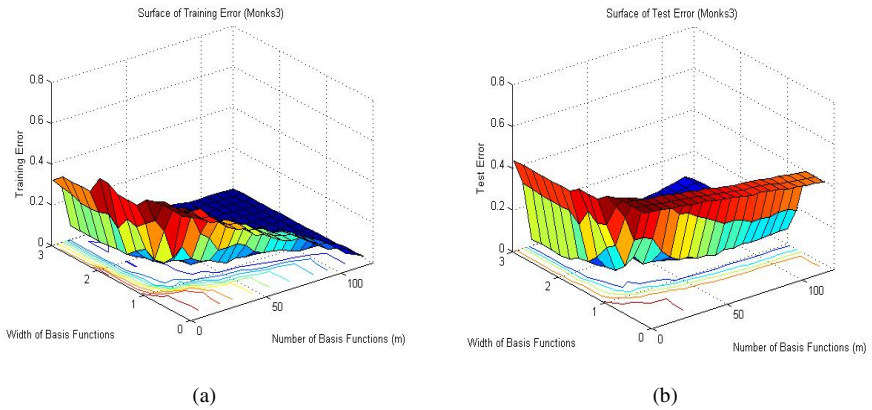 Surface of Training Error (Monks3)
0.8
0.6
0.4
0.2
0
Training Error
3
2
1
0
0
50
100
Width of Basis Functions
Number of Basis Functions (m)
(a)
Surface of Test Error (Monks3)
0.8
0.6
0.4
0.2
0
Test Error
3
2
1
0
0
50
100
Width of Basis Functions
Number of Basis Functions (m)
(b)